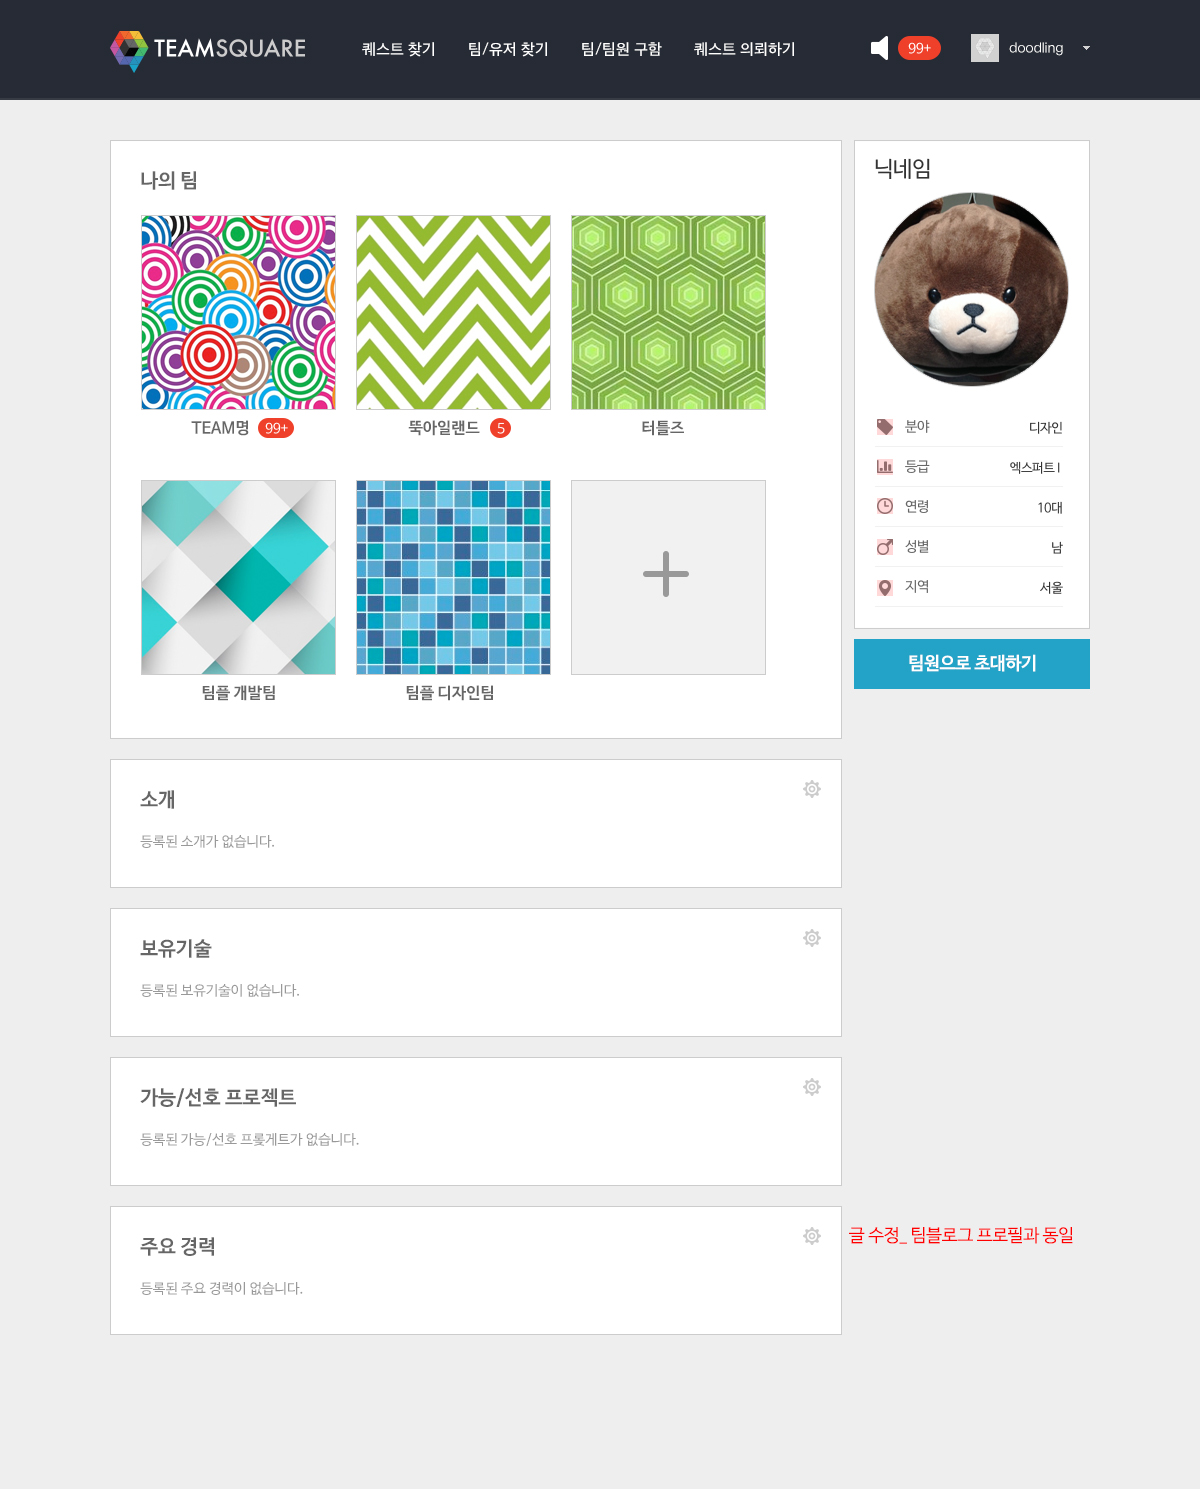 TEAMSQUARE 퀘스트 찾기 팀/유저 찾기 팀/팀원 구함 퀘스트 의뢰하기 99+ doodling
나의 팀
TEAM명 99+
뚝아일랜드 5
터틀즈
팀플 개발팀
팀플 디자인팀
닉네임
분야 디자인
등급 엑스퍼트 I
연령 10대
성별 남
지역 서울
팀원으로 초대하기
소개
등록된 소개가 없습니다.
보유기술
등록된 보유기술이 없습니다.
가능/선호 프로젝트
등록된 가능/선호 프롲게트가 없습니다.
주요 경력
등록된 주요 경력이 없습니다.
글 수정_ 팀블로그 프로필과 동일